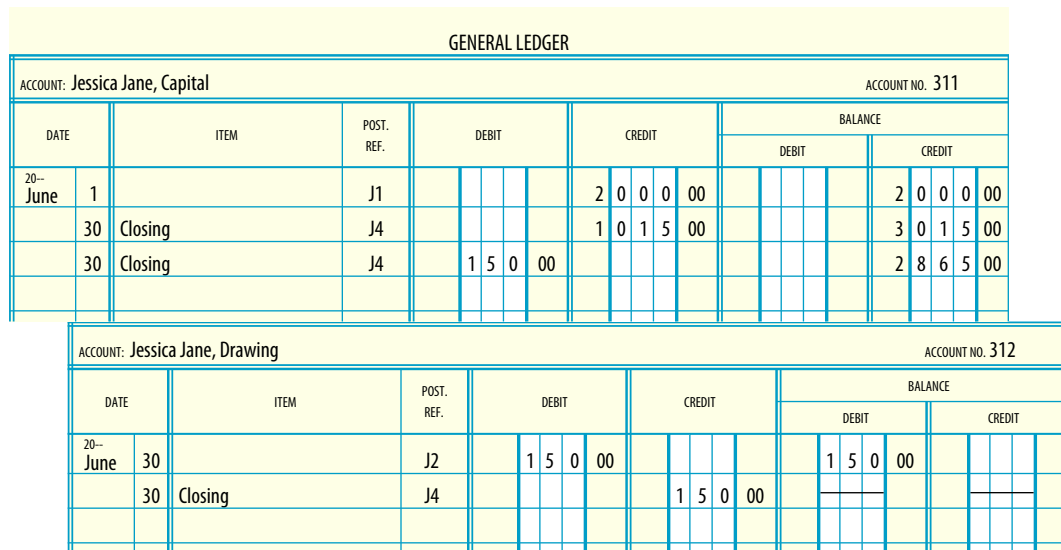 GENERAL LEDGER
ACCOUNT: Jessica Jane, Capital ACCOUNT NO. 311
DATE ITEM POST. REF. DEBIT CREDIT BALANCE
DEBIT CREDIT
20--
June 1 J1 2 0 0 0 00 2 0 0 0 00
30 Closing J4 1 0 1 5 00 3 0 1 5 00
30 Closing J4 1 5 0 00 2 8 6 5 00
ACCOUNT: Jessica Jane, Drawing ACCOUNT NO. 312
DATE ITEM POST. REF. DEBIT CREDIT BALANCE
DEBIT CREDIT
20--
June 30 J2 1 5 0 00 1 5 0 00
30 Closing J4 1 5 0 00